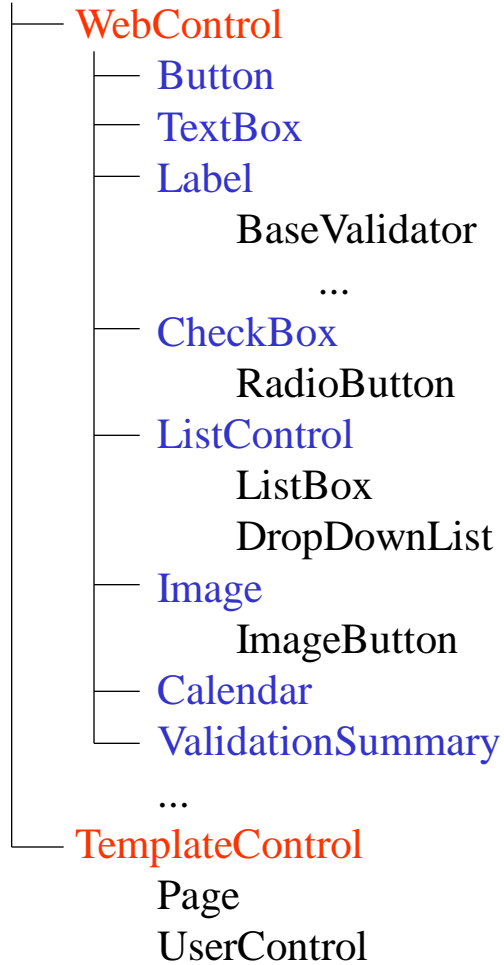 WebControl
Button
TextBox
Label
BaseValidator
...
CheckBox
RadioButton
ListControl
ListBox
DropDownList
Image
ImageButton
Calendar
ValidationSummary
...
TemplateControl
Page
UserControl